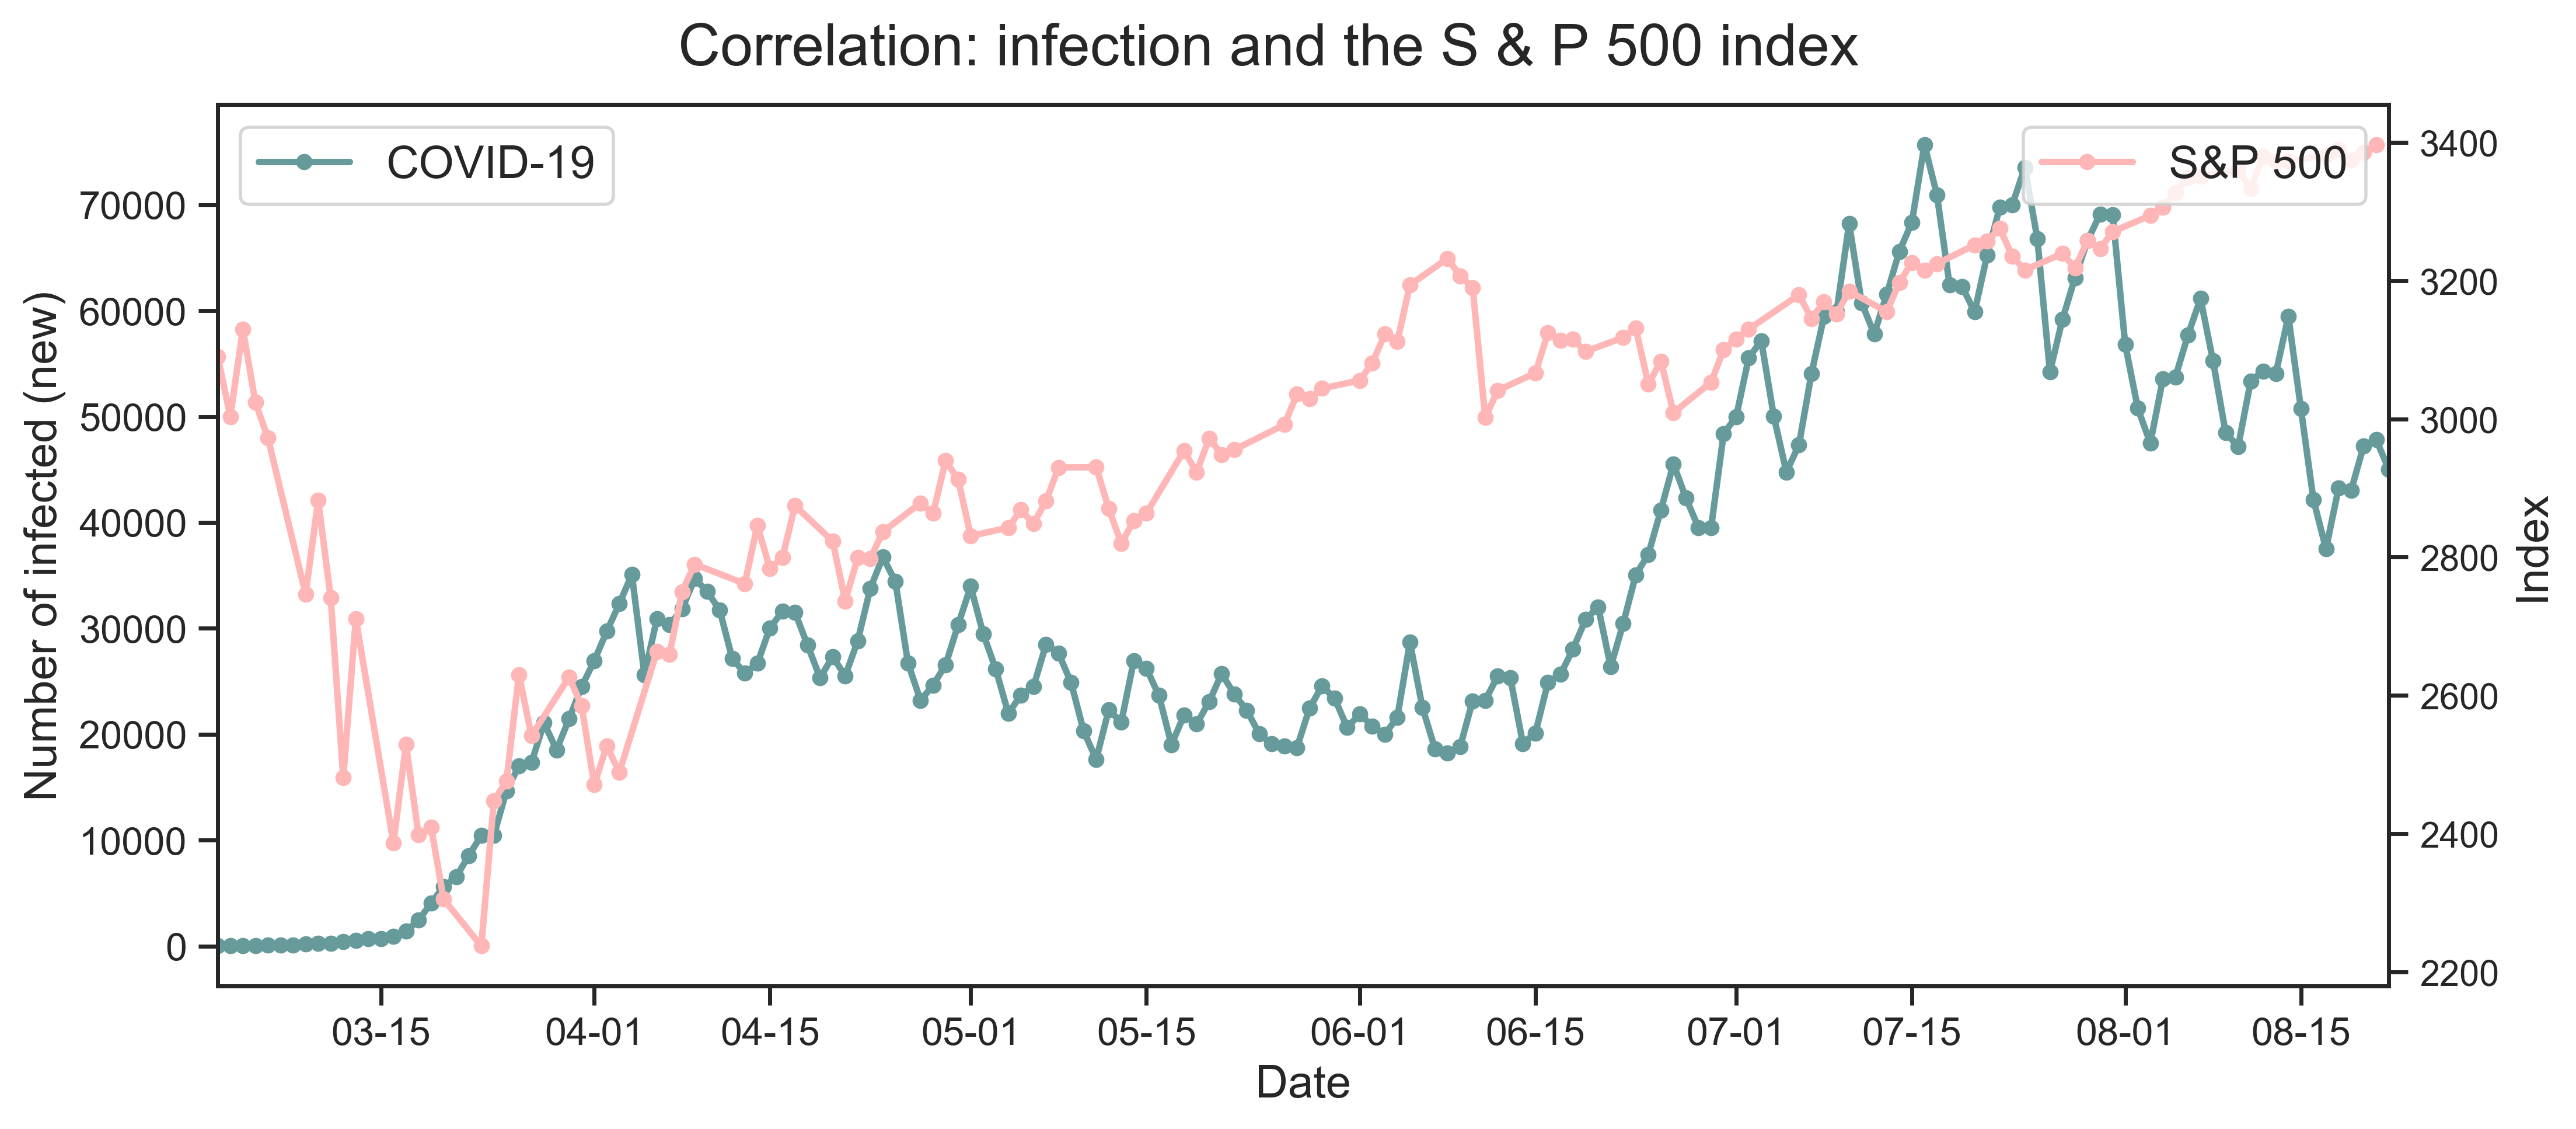 Correlation: infection and the S & P 500 index
COVID-19
S&P 500
Number of infected (new)
70000
60000
50000
40000
30000
20000
10000
0
3400
3200
3000
2800
2600
2400
2200
Index
03-15 04-01 04-15 05-01 05-15 06-01 06-15 07-01 07-15 08-01 08-15
Date